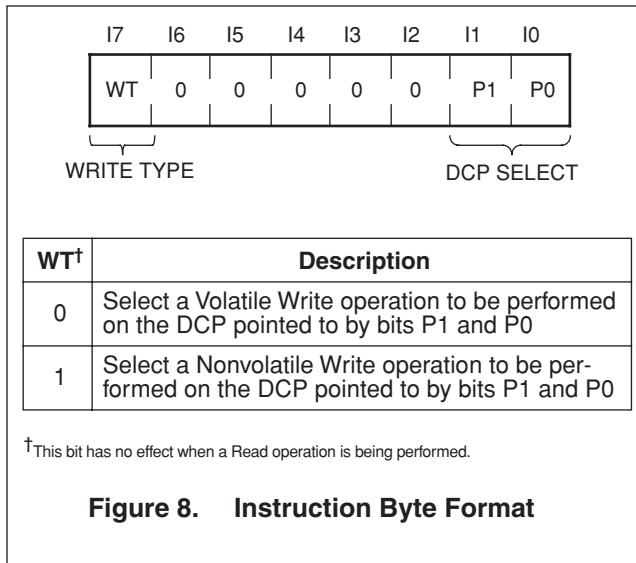 I7 I6 I5 I4 I3 I2 I1 I0
WT 0 0 0 0 0 P1 P0
WRITE TYPE DCP SELECT
WT† Description
0 Select a Volatile Write operation to be performed
on the DCP pointed to by bits P1 and P0
1 Select a Nonvolatile Write operation to be per-
formed on the DCP pointed to by bits P1 and P0
†This bit has no effect when a Read operation is being performed.
Figure 8. Instruction Byte Format